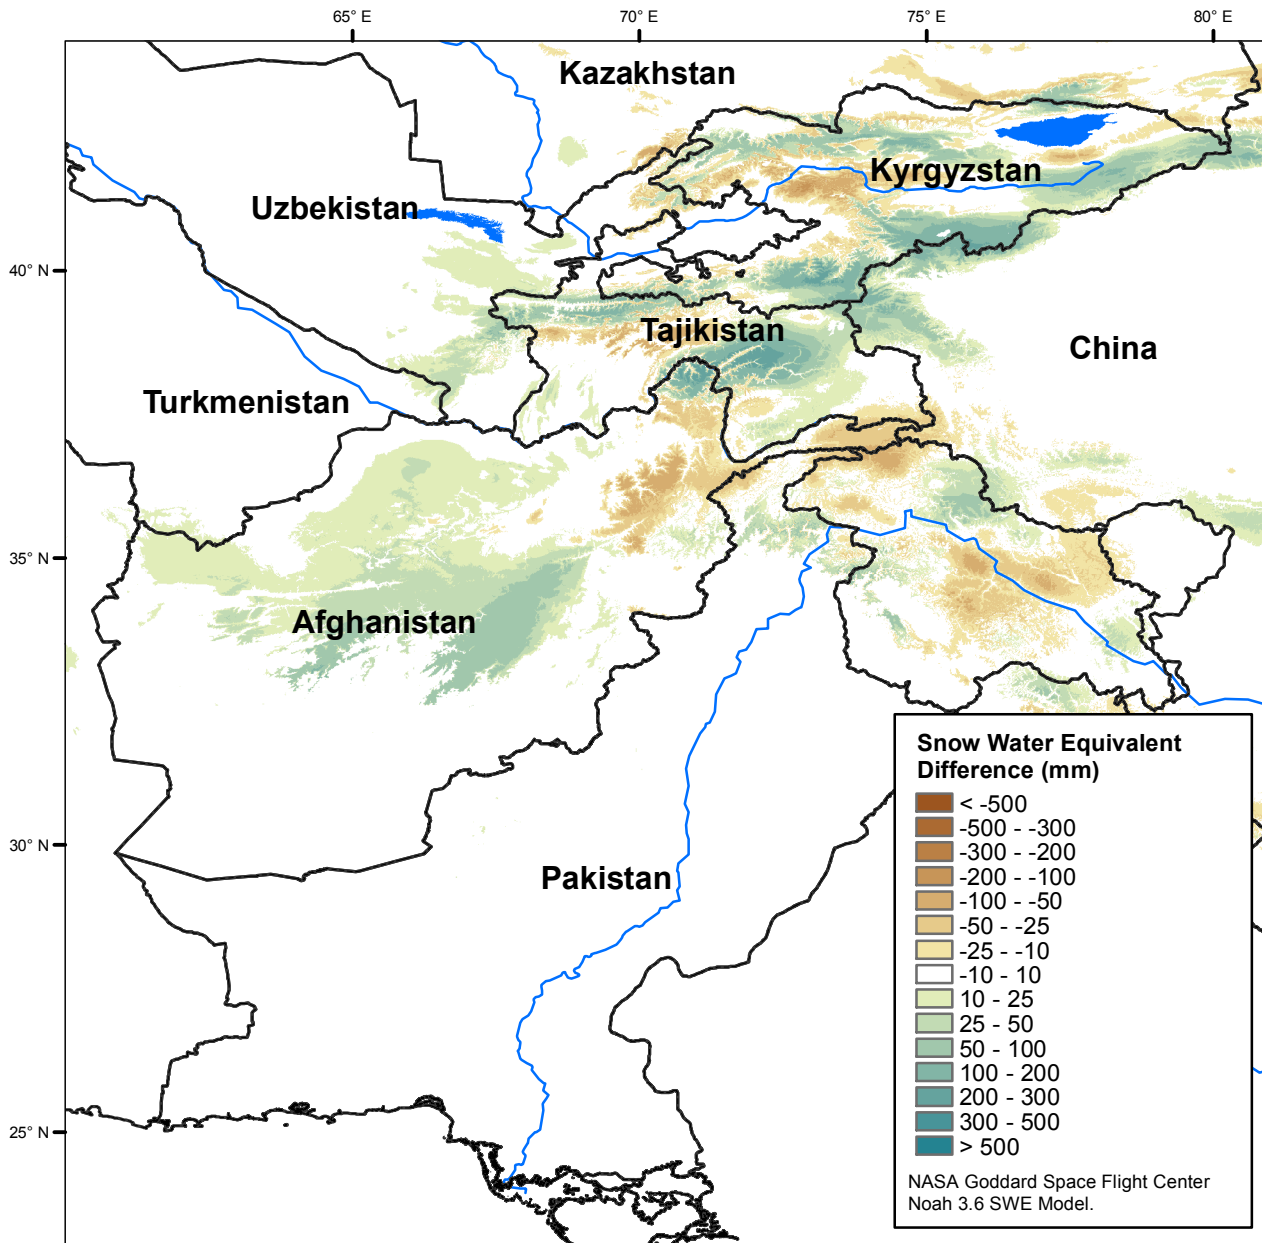 65° E
70° E
75° E
80° E
Kazakhstan
Kyrgyzstan
Uzbekistan
40° N
Tajikistan
China
Turkmenistan
35° N
Afghanistan
30° N
Pakistan
25° N
Snow Water Equivalent
Difference (mm)
< -500
-500 - -300
-300 - -200
-200 - -100
-100 - -50
-50 - -25
-25 - -10
-10 - 10
10 - 25
25 - 50
50 - 100
100 - 200
200 - 300
300 - 500
> 500
NASA Goddard Space Flight Center
Noah 3.6 SWE Model.